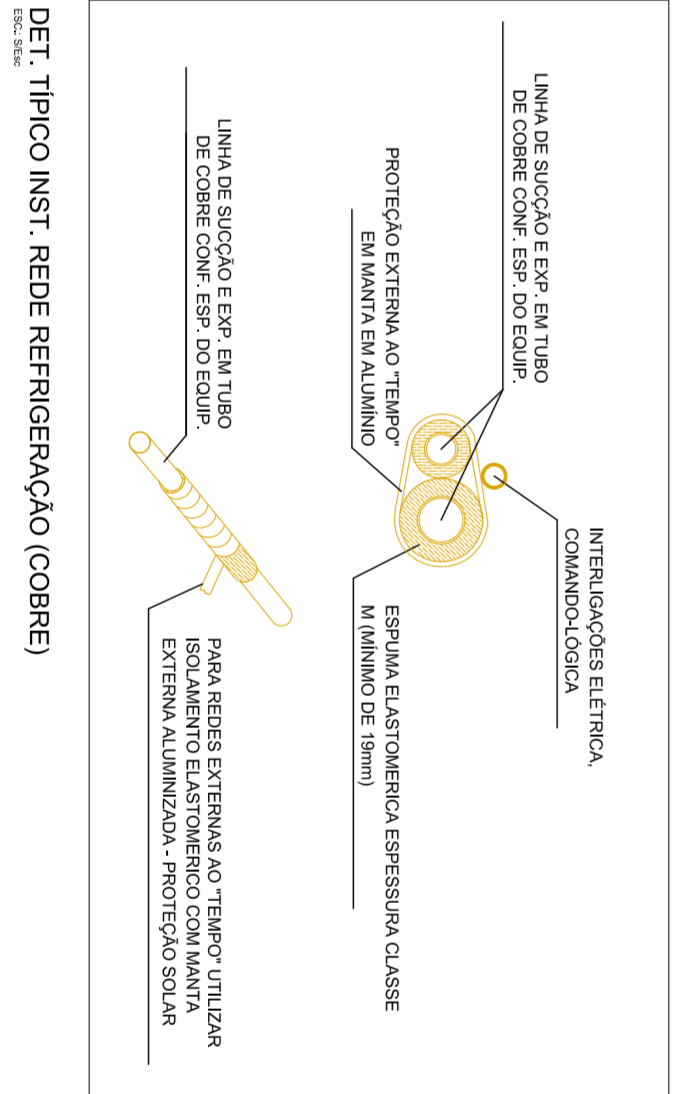 INTERLIGAÇÕES ELÉTRICA,
COMANDO-LÓGICA
LINHA DE SUCÇÃO E EXP. EM TUBO
DE COBRE CONF. ESP. DO EQUIP.
PROTEÇÃO EXTERNA AO "TEMPO"
EM MANTA EM ALUMÍNIO
ESPUMA ELASTOMERICA ESPESSURA CLASSE
M (MÍNIMO DE 19mm)
LINHA DE SUCÇÃO E EXP. EM TUBO
DE COBRE CONF. ESP. DO EQUIP.
PARA REDES EXTERNAS AO "TEMPO" UTILIZAR
ISOLAMENTO ELASTOMERICO COM MANTA
EXTERNA ALUMINIZADA - PROTEÇÃO SOLAR
DET. TÍPICO INST. REDE REFRIGERAÇÃO (COBRE)
ESC.: S/Esc